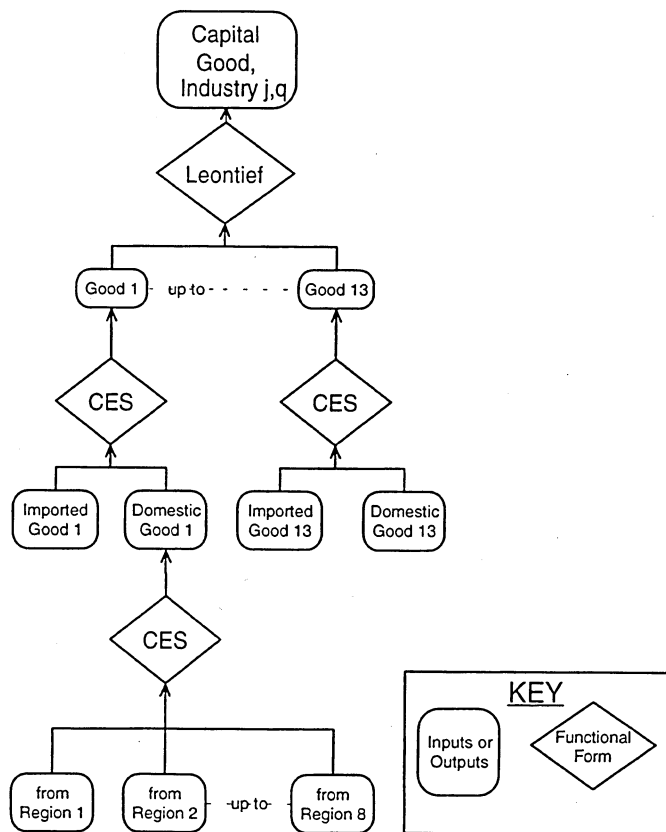 Capital
Good,
Industry j,q
Leontief
Good 1
up to
Good 13
CES
CES
Imported
Good 1
Domestic
Good 1
Imported
Good 13
Domestic
Good 13
CES
from
Region 1
from
Region 2
up to
from
Region 8
KEY
Inputs or
Outputs
Functional
Form